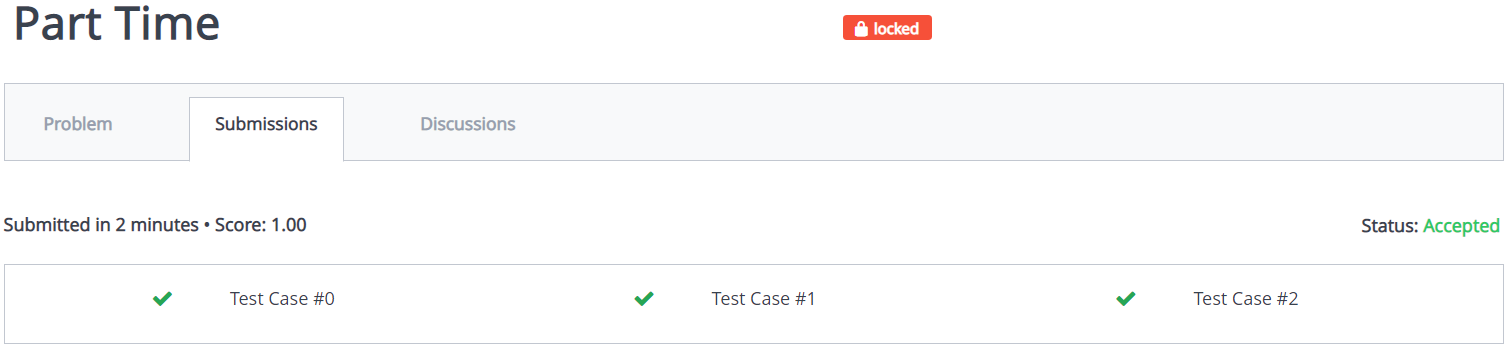 Part Time
locked
Problem
Submissions
Discussions
Submitted in 2 minutes • Score: 1.00
Status: Accepted
Test Case #0
Test Case #1
Test Case #2